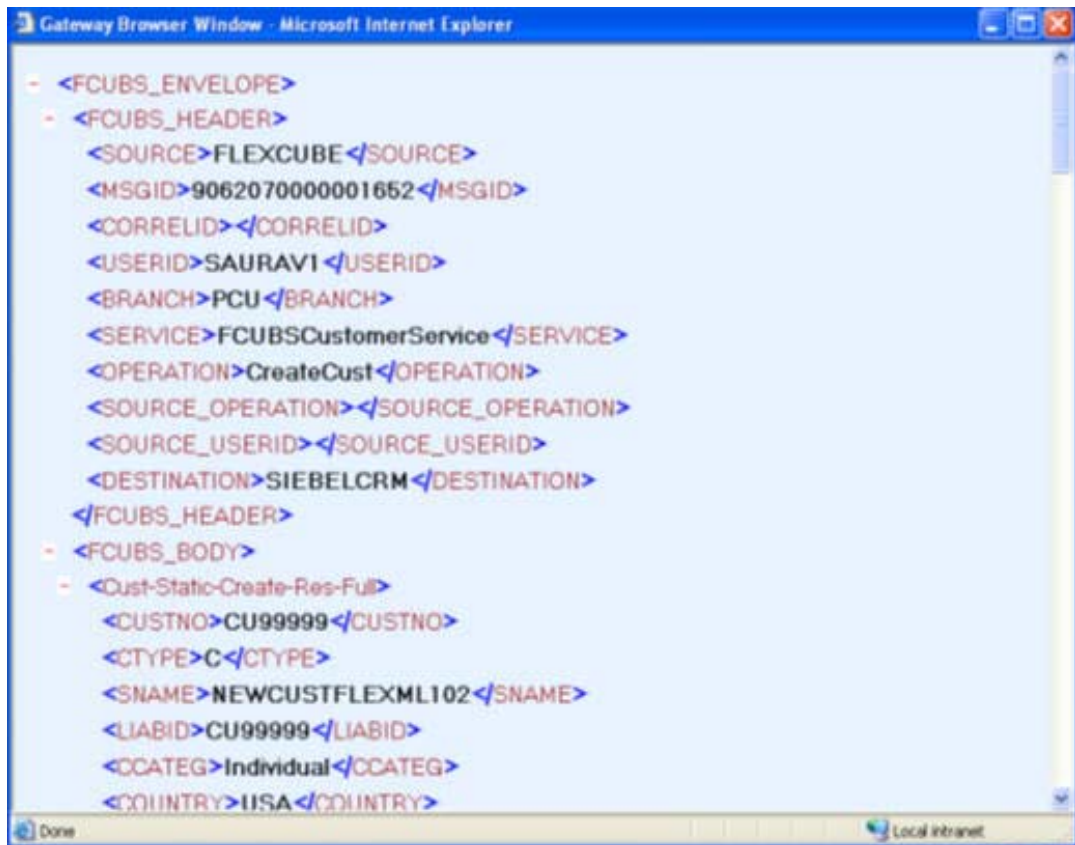 Gateway Browser Window - Microsoft Internet Explorer
- <FCUBS_ENVELOPE>
- <FCUBS_HEADER>
<SOURCE>FLEXCUBE</SOURCE>
<MSGID>9062070000001652</MSGID>
<CORRELID></CORRELID>
<USERID>SAURAV1</USERID>
<BRANCH>PCU</BRANCH>
<SERVICE>FCUBSCustomerService</SERVICE>
<OPERATION>CreateCust</OPERATION>
<SOURCE_OPERATION></SOURCE_OPERATION>
<SOURCE_USERID></SOURCE_USERID>
<DESTINATION>SIEBELCRM</DESTINATION>
</FCUBS_HEADER>
- <FCUBS_BODY>
- <Cust-Static-Create-Res-Full>
<CUSTNO>CU99999</CUSTNO>
<CTYPE>C</CTYPE>
<SNAME>NEWCUSTFLEXML102</SNAME>
<LIABID>CU99999</LIABID>
<CCATEG>Individual</CCATEG>
<COUNTRY>USA</COUNTRY>
Done Local intranet